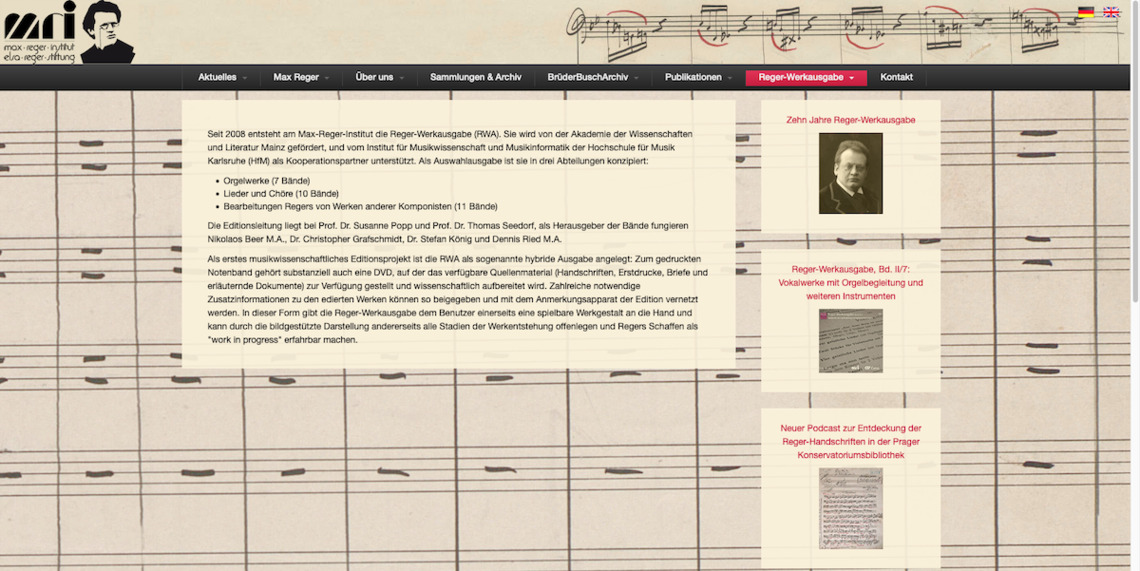 mri
max·reger·institut
elsa·reger·stiftung
Aktuelles
Max Reger
Über uns
Sammlungen & Archiv
BrüderBuschArchiv
Publikationen
Reger-Werkausgabe
Kontakt
Seit 2008 entsteht am Max-Reger-Institut die Reger-Werkausgabe (RWA). Sie wird von der Akademie der Wissenschaften
und Literatur Mainz gefördert, und vom Institut für Musikwissenschaft und Musikinformatik der Hochschule für Musik
Karlsruhe (HfM) als Kooperationspartner unterstützt. Als Auswahlausgabe ist sie in drei Abteilungen konzipiert:
• Orgelwerke (7 Bände)
• Lieder und Chöre (10 Bände)
• Bearbeitungen Regers von Werken anderer Komponisten (11 Bände)
Die Editionsleitung liegt bei Prof. Dr. Susanne Popp und Prof. Dr. Thomas Seedorf, als Herausgeber der Bände fungieren
Nikolaos Beer M.A., Dr. Christopher Grafschmidt, Dr. Stefan König und Dennis Ried M.A.
Als erstes musikwissenschaftliches Editionsprojekt ist die RWA als sogenannte hybride Ausgabe angelegt: Zum gedruckten
Notenband gehört substanziell auch eine DVD, auf der das verfügbare Quellenmaterial (Handschriften, Erstdrucke, Briefe und
erläuternde Dokumente) zur Verfügung gestellt und wissenschaftlich aufbereitet wird. Zahlreiche notwendige
Zusatzinformationen zu den edierten Werken können so beigegeben und mit dem Anmerkungsapparat der Edition vernetzt
werden. In dieser Form gibt die Reger-Werkausgabe dem Benutzer einerseits eine spielbare Werkgestalt an die Hand und
kann durch die bildgestützte Darstellung andererseits alle Stadien der Werkentstehung offenlegen und Regers Schaffen als
"work in progress" erfahrbar machen.
Zehn Jahre Reger-Werkausgabe
Reger-Werkausgabe, Bd. II/7:
Vokalwerke mit Orgelbegleitung und
weiteren Instrumenten
Neuer Podcast zur Entdeckung der
Reger-Handschriften in der Prager
Konservatoriumsbibliothek